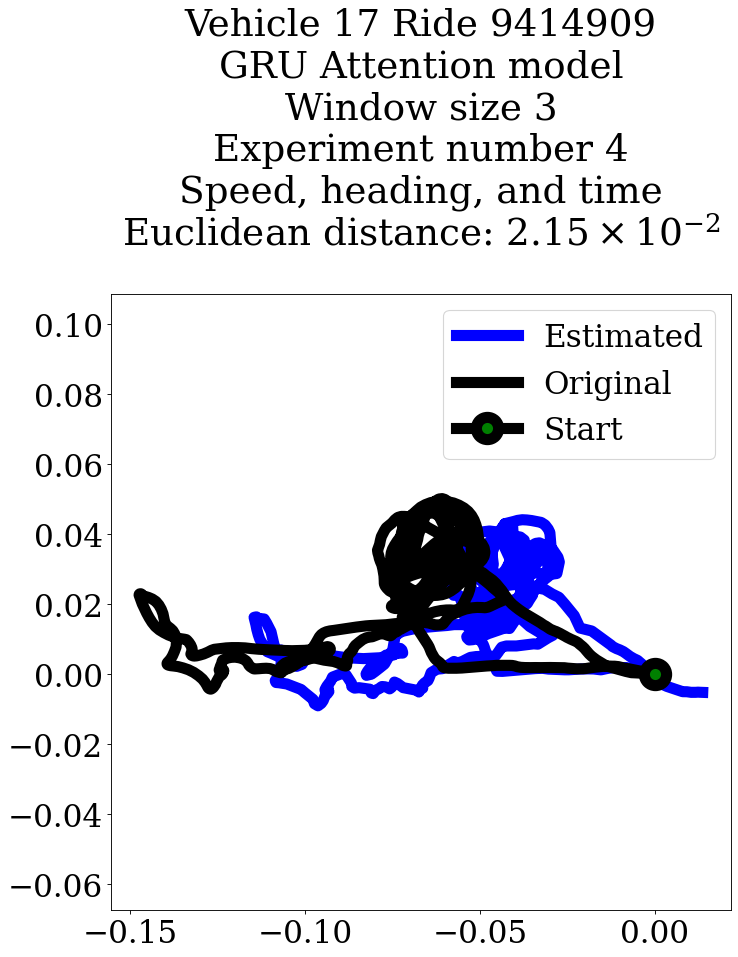 Vehicle 17 Ride 9414909
GRU Attention model
Window size 3
Experiment number 4
Speed, heading, and time
Euclidean distance: 2.15 × 10⁻²
Estimated
Original
Start
0.10
0.08
0.06
0.04
0.02
0.00
−0.02
−0.04
−0.06
−0.15
−0.10
−0.05
0.00